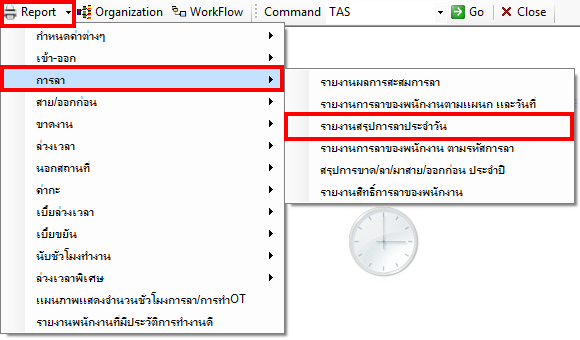 Report Organization WorkFlow Command TAS Go Close
กำหนดค่าต่างๆ
เข้า-ออก
การลา
สาย/ออกก่อน
ขาดงาน
ล่วงเวลา
นอกสถานที่
ค่ากะ
เบี้ยล่วงเวลา
เบี้ยขยัน
นับชั่วโมงทำงาน
ล่วงเวลาพิเศษ
แผนภาพแสดงจำนวนชั่วโมงการลา/การทำOT
รายงานพนักงานที่มีประวัติการทำงานดี
รายงานผลการสะสมการลา
รายงานการลาของพนักงานตามแผนก และวันที่
รายงานสรุปการลาประจำวัน
รายงานการลาของพนักงาน ตามรหัสการลา
สรุปการขาด/ลา/มาสาย/ออกก่อน ประจำปี
รายงานสิทธิ์การลาของพนักงาน